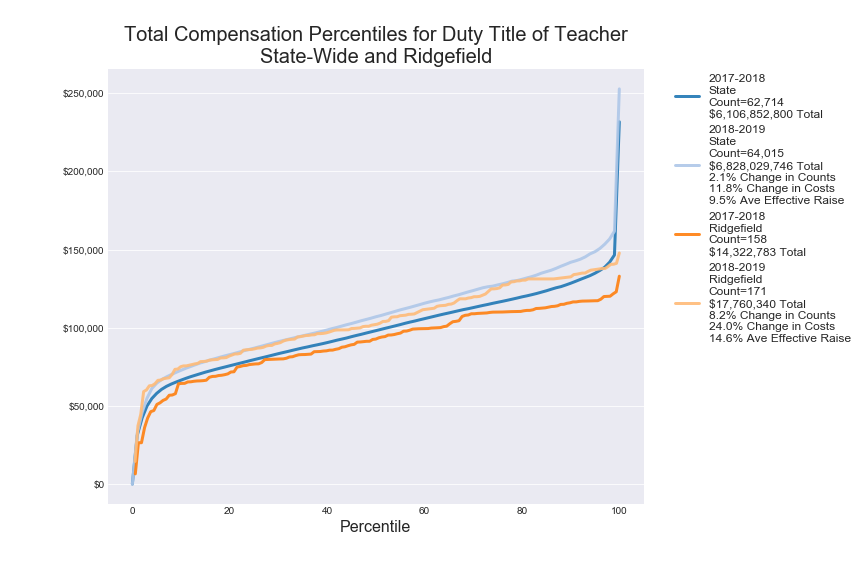 Total Compensation Percentiles for Duty Title of Teacher
State-Wide and Ridgefield
$250,000
$200,000
$150,000
$100,000
$50,000
$0
0
20
40
60
80
100
Percentile
2017-2018
State
Count=62,714
$6,106,852,800 Total
2018-2019
State
Count=64,015
$6,828,029,746 Total
2.1% Change in Counts
11.8% Change in Costs
9.5% Ave Effective Raise
2017-2018
Ridgefield
Count=158
$14,322,783 Total
2018-2019
Ridgefield
Count=171
$17,760,340 Total
8.2% Change in Counts
24.0% Change in Costs
14.6% Ave Effective Raise